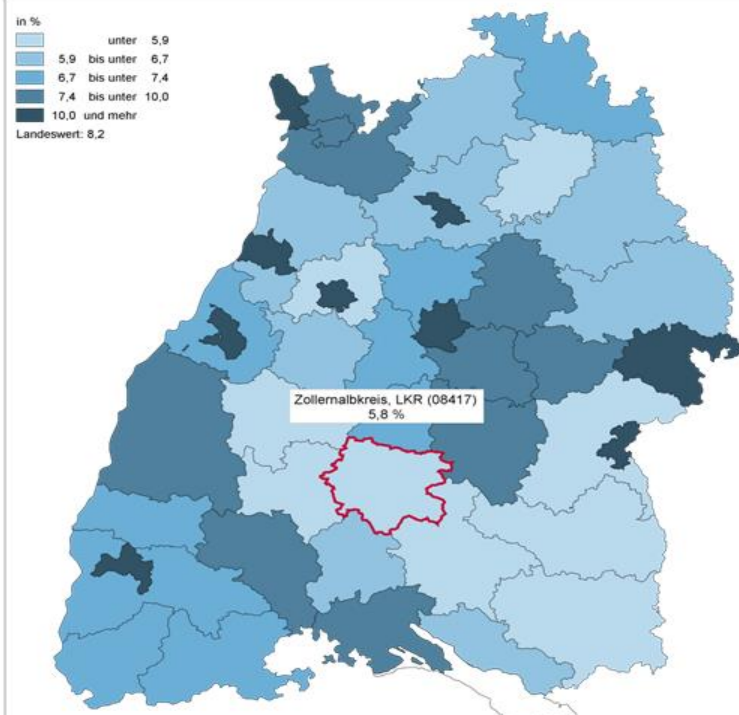 in %
unter 5,9
5,9 bis unter 6,7
6,7 bis unter 7,4
7,4 bis unter 10,0
10,0 und mehr
Landeswert: 8,2
Zollernalbkreis, LKR (08417)
5,8 %